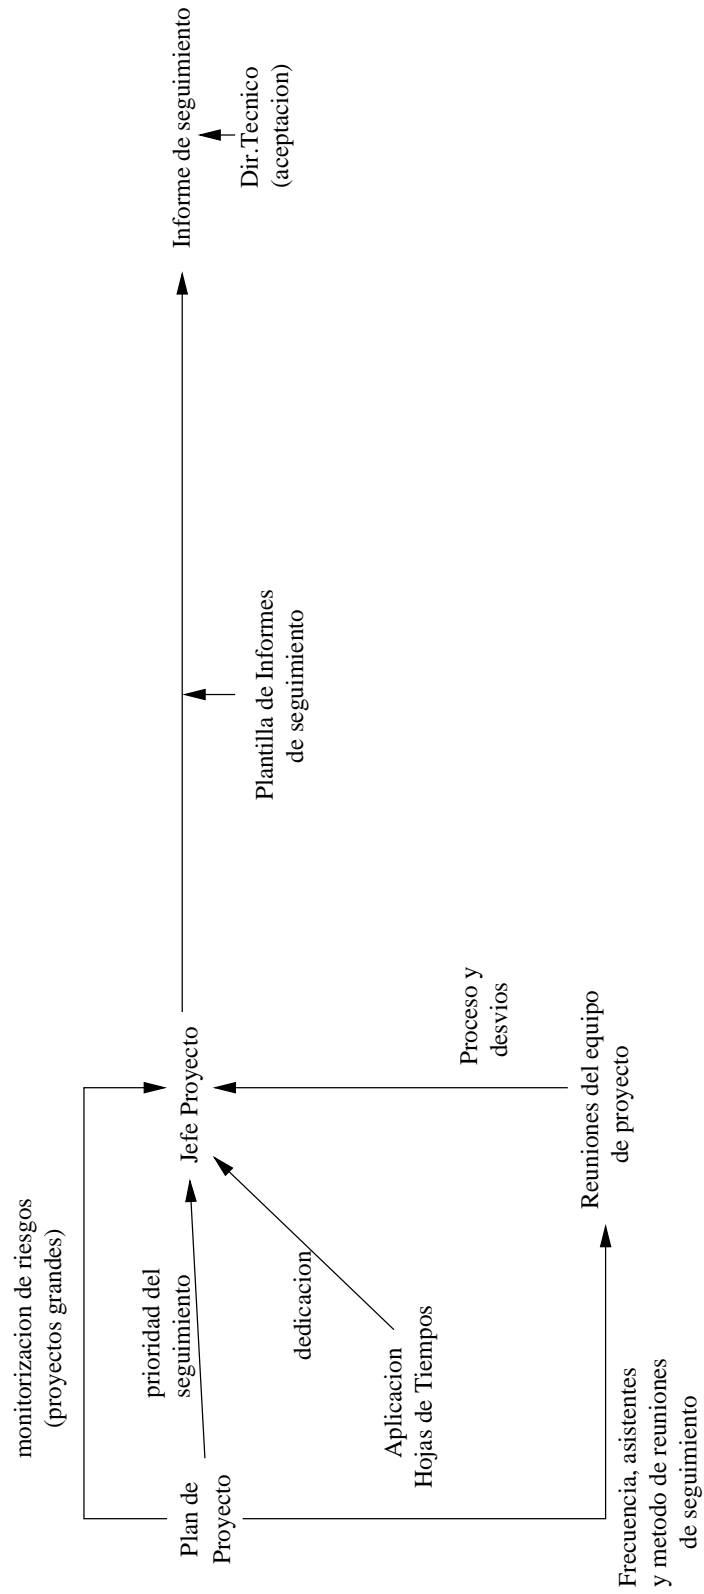 monitorizacion de riesgos
(proyectos grandes)
Plan de
Proyecto
prioridad del
seguimiento
Jefe Proyecto
Informe de seguimiento
Dir.Tecnico
(aceptacion)
Plantilla de Informes
de seguimiento
dedicacion
Aplicacion
Hojas de Tiempos
Proceso y
desvios
Reuniones del equipo
de proyecto
Frecuencia, asistentes
y metodo de reuniones
de seguimiento